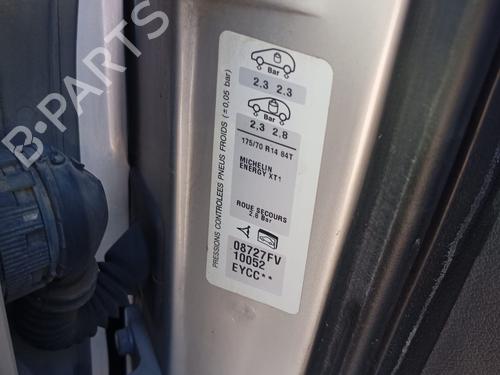 B-PARTS
Bar
2.3 2.3
Bar
2.3 2.8
175/70 R14 84T
MICHELIN
ENERGY XT1
ROUE SECOURS
2.8 Bar
08727FV
10052
EYCC**
PRESSIONS CONTROLEES PNEUS FROIDS (±0,05 bar)